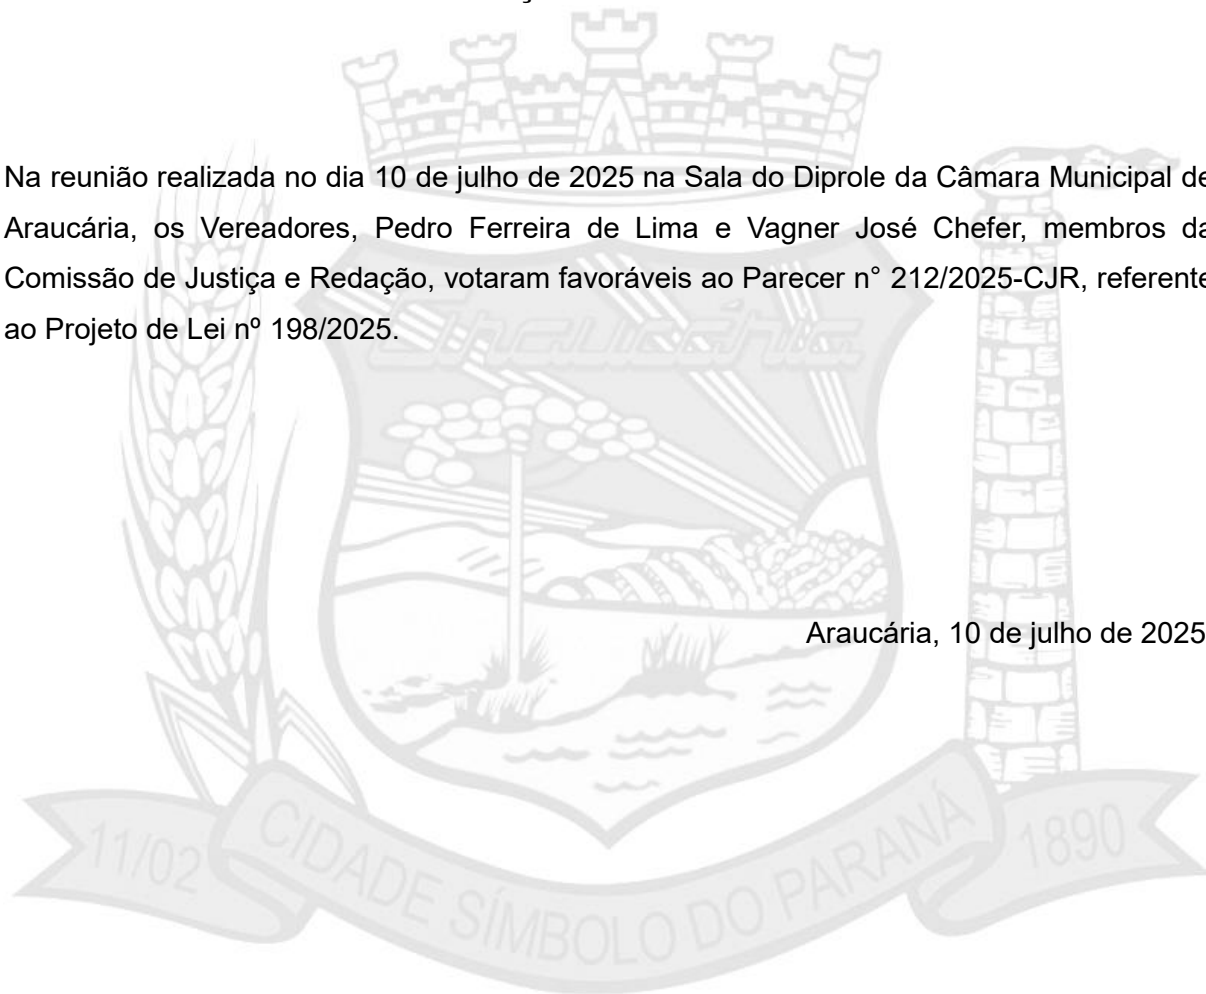 Na reunião realizada no dia 10 de julho de 2025 na Sala do Diprole da Câmara Municipal de
Araucária, os Vereadores, Pedro Ferreira de Lima e Vagner José Chefer, membros da
Comissão de Justiça e Redação, votaram favoráveis ao Parecer n° 212/2025-CJR, referente
ao Projeto de Lei nº 198/2025.
Araucária
Araucária, 10 de julho de 2025
11/02 CIDADE SÍMBOLO DO PARANÁ 1890